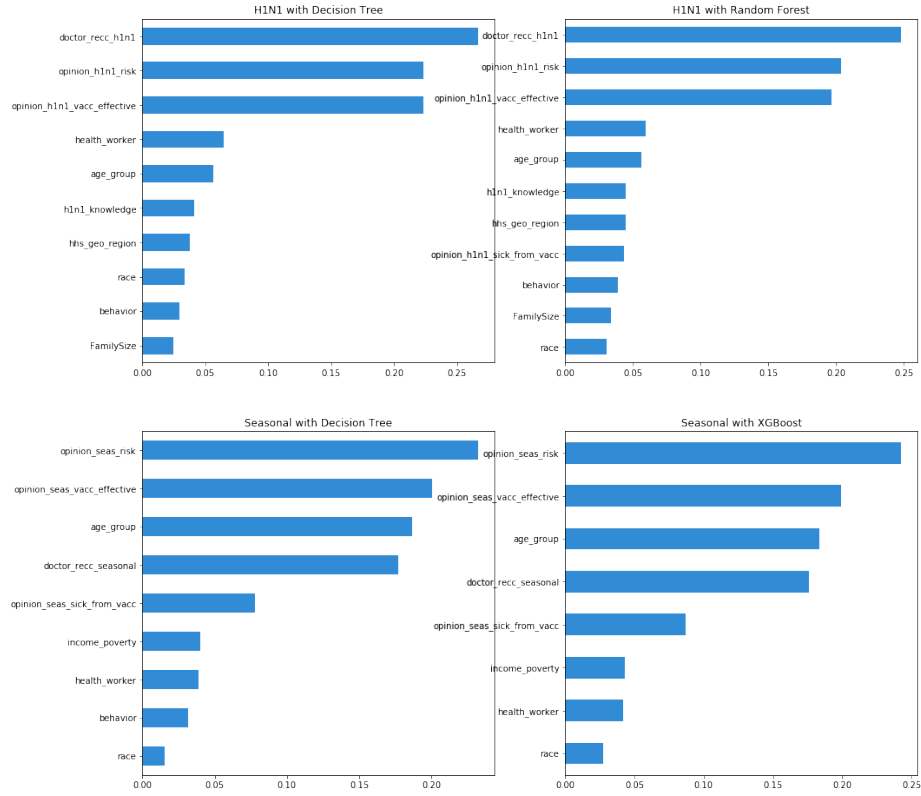 H1N1 with Decision Tree
doctor_recc_h1n1
opinion_h1n1_risk
opinion_h1n1_vacc_effective
health_worker
age_group
h1n1_knowledge
hhs_geo_region
race
behavior
FamilySize
0.00 0.05 0.10 0.15 0.20 0.25
H1N1 with Random Forest
doctor_recc_h1n1
opinion_h1n1_risk
opinion_h1n1_vacc_effective
health_worker
age_group
h1n1_knowledge
hhs_geo_region
opinion_h1n1_sick_from_vacc
behavior
FamilySize
race
0.00 0.05 0.10 0.15 0.20 0.25
Seasonal with Decision Tree
opinion_seas_risk
opinion_seas_vacc_effective
age_group
doctor_recc_seasonal
opinion_seas_sick_from_vacc
income_poverty
health_worker
behavior
race
0.00 0.05 0.10 0.15 0.20
Seasonal with XGBoost
opinion_seas_risk
opinion_seas_vacc_effective
age_group
doctor_recc_seasonal
opinion_seas_sick_from_vacc
income_poverty
health_worker
race
0.00 0.05 0.10 0.15 0.20 0.25